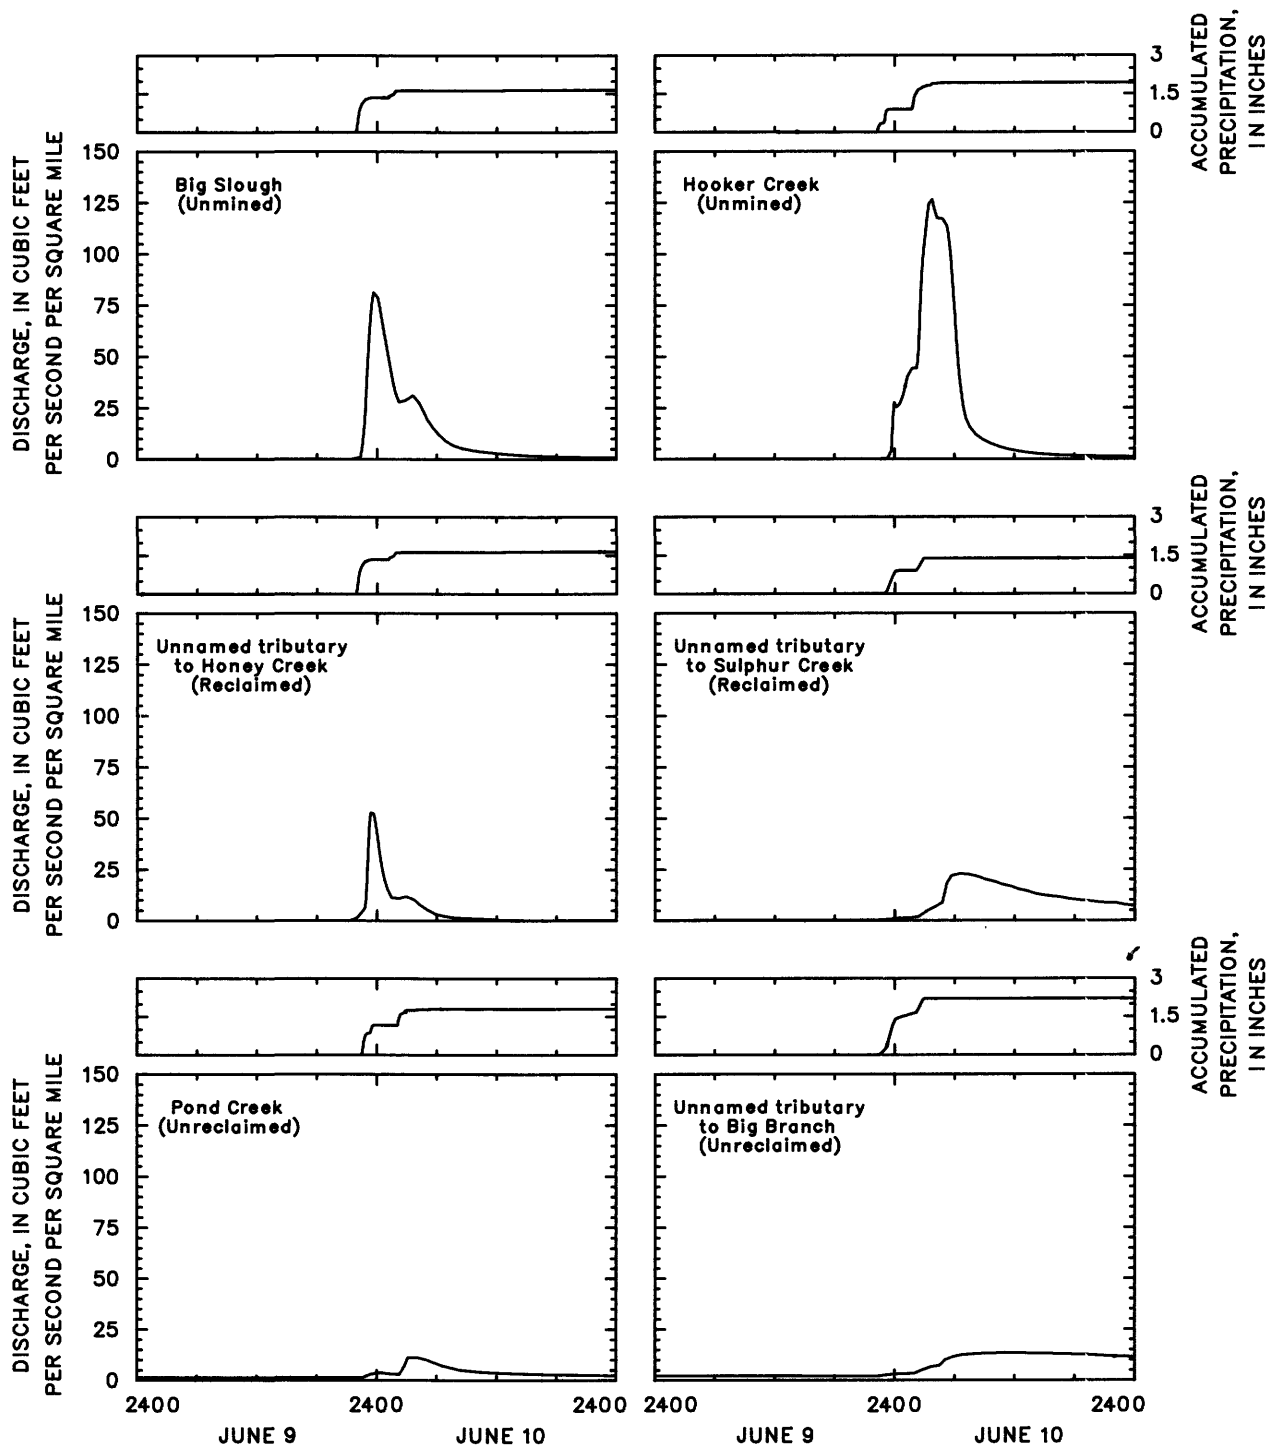 3
1.5
0
ACCUMULATED
PRECIPITATION,
IN INCHES
DISCHARGE, IN CUBIC FEET
PER SECOND PER SQUARE MILE
150
125
100
75
50
25
0
Big Slough
(Unmined)
Hooker Creek
(Unmined)
3
1.5
0
ACCUMULATED
PRECIPITATION,
IN INCHES
DISCHARGE, IN CUBIC FEET
PER SECOND PER SQUARE MILE
150
125
100
75
50
25
0
Unnamed tributary
to Honey Creek
(Reclaimed)
Unnamed tributary
to Sulphur Creek
(Reclaimed)
3
1.5
0
ACCUMULATED
PRECIPITATION,
IN INCHES
DISCHARGE, IN CUBIC FEET
PER SECOND PER SQUARE MILE
150
125
100
75
50
25
0
Pond Creek
(Unreclaimed)
Unnamed tributary
to Big Branch
(Unreclaimed)
2400 2400 2400 2400 2400 2400
JUNE 9 JUNE 10 JUNE 9 JUNE 10